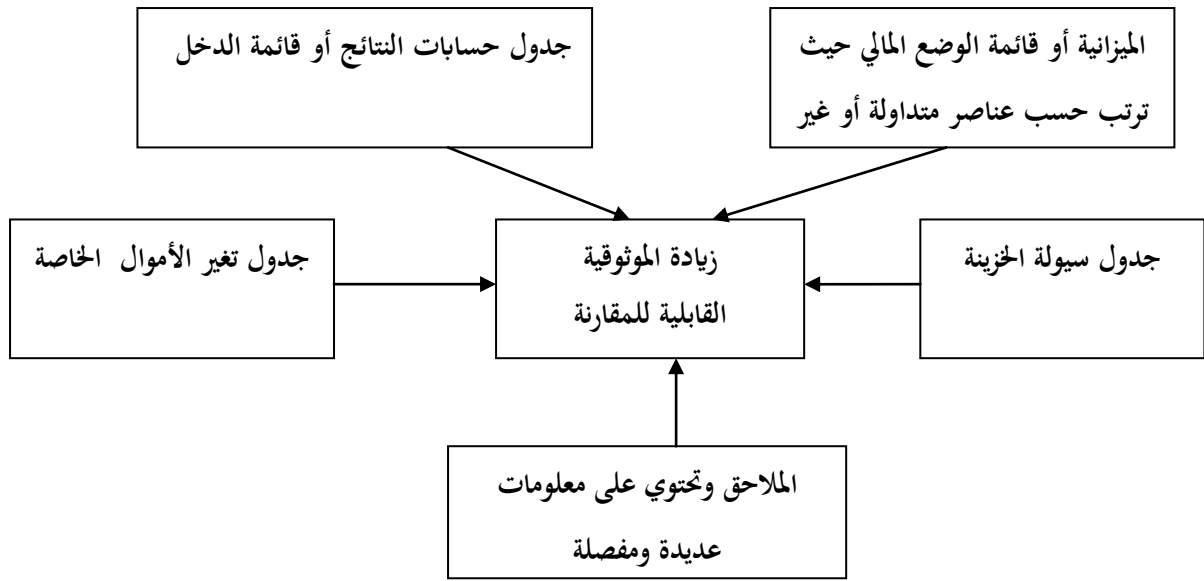 الميزانية أو قائمة الوضع المالي حيث
ترتب حسب عناصر متداولة أو غير
جدول حسابات النتائج أو قائمة الدخل
جدول سيولة الخزينة
زيادة الموثوقية
القابلية للمقارنة
جدول تغير الأموال الخاصة
الملاحق وتحتوي على معلومات
عديدة ومفصلة